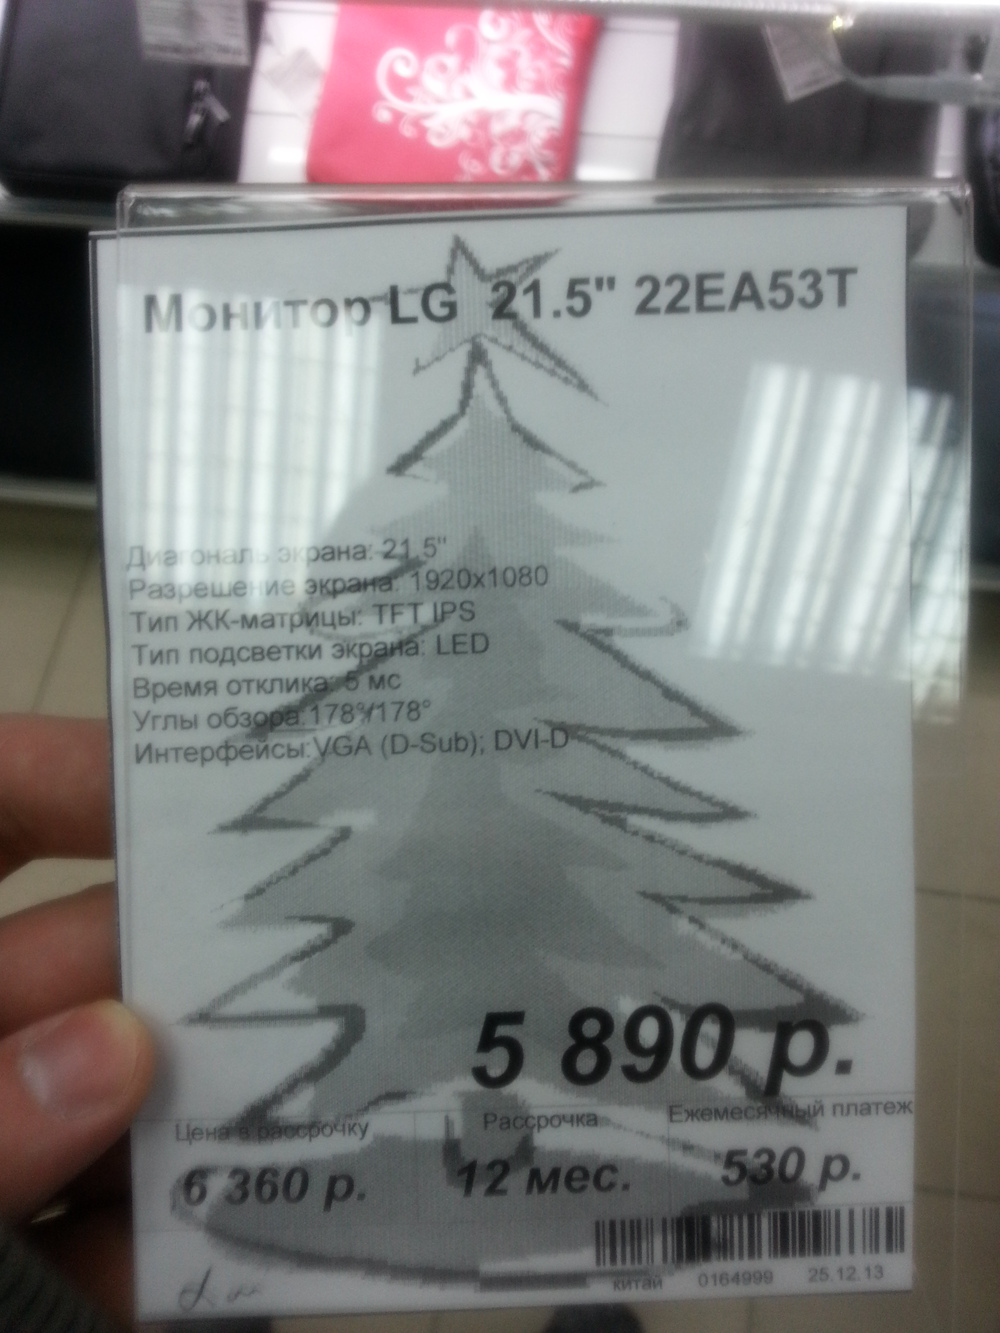 Монитор LG 21.5" 22EA53T
Диагональ экрана: 21.5"
Разрешение экрана: 1920x1080
Тип ЖК-матрицы: TFT IPS
Тип подсветки экрана: LED
Время отклика: 5 мс
Углы обзора:178°/178°
Интерфейсы:VGA (D-Sub); DVI-D
5 890 р.
Цена в рассрочку Рассрочка Ежемесячный платеж
6 360 р. 12 мес. 530 р.
китай 0164999 25.12.13